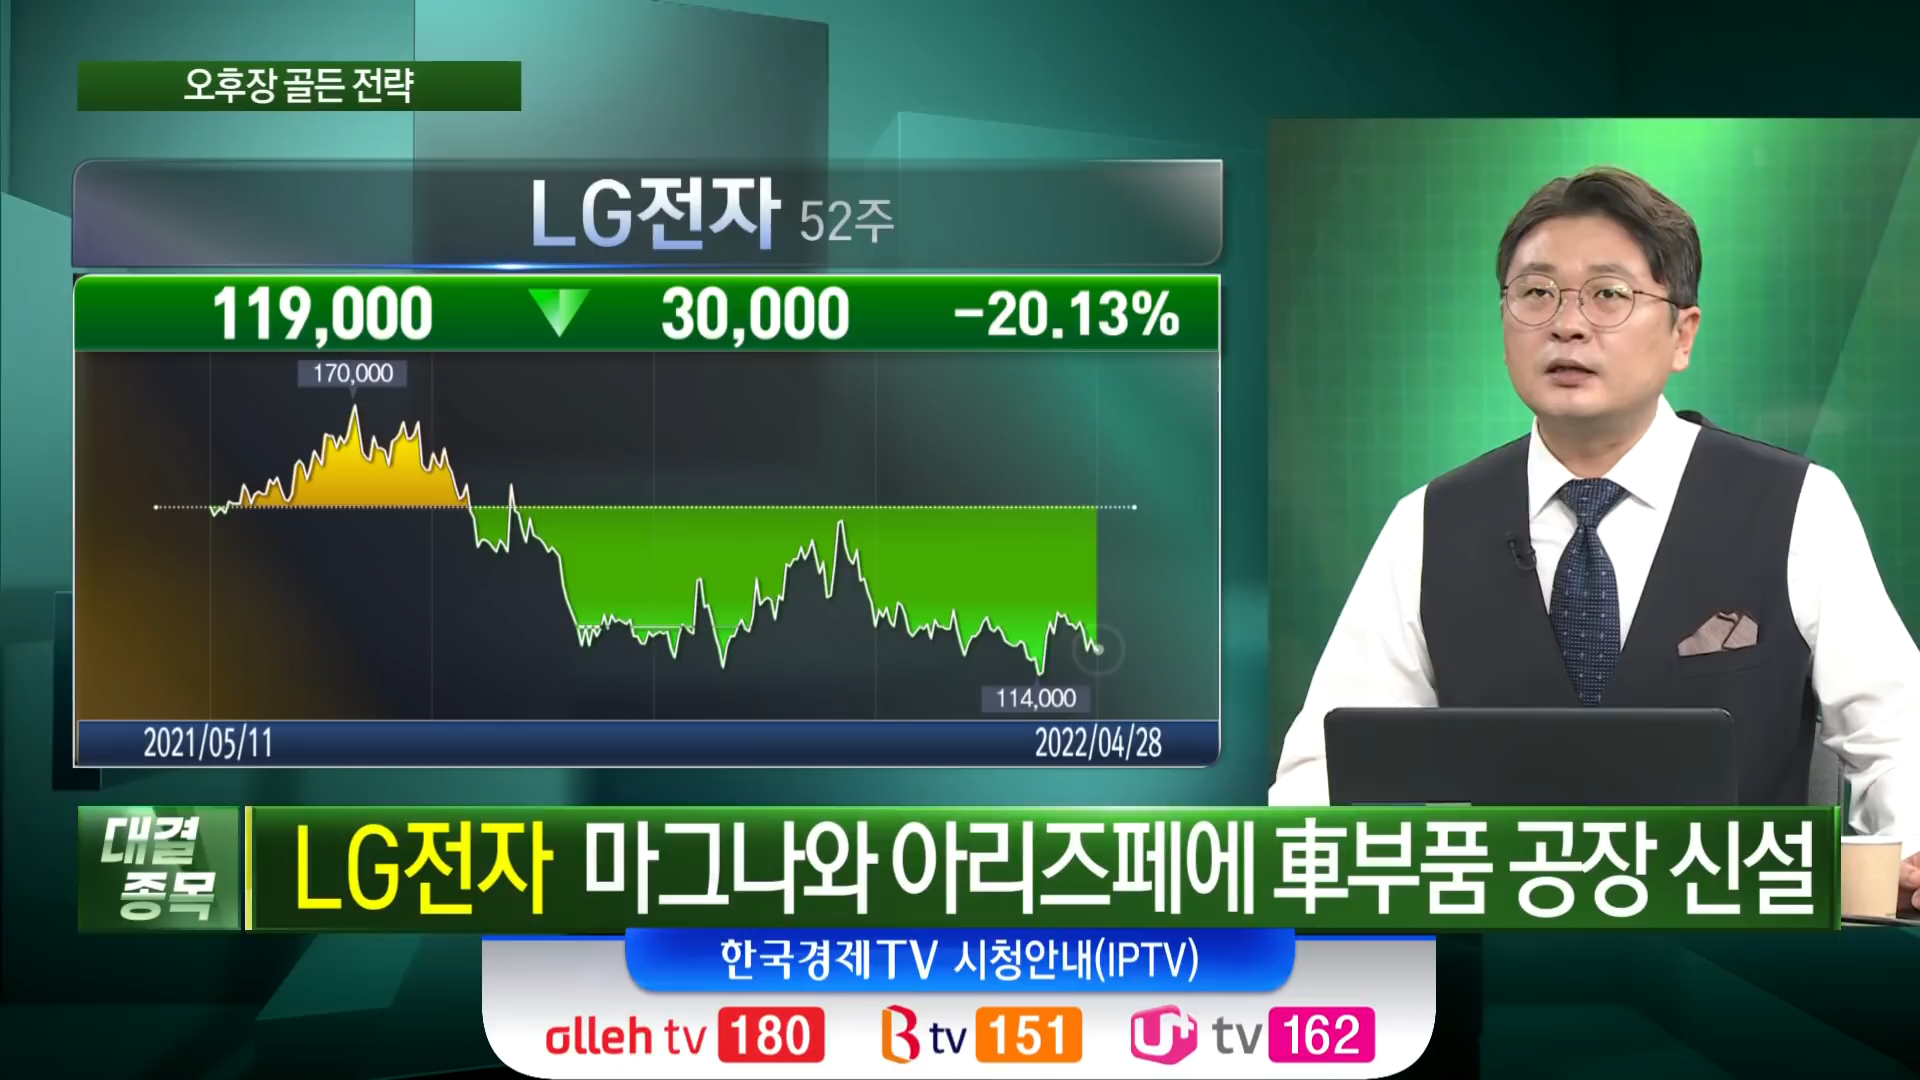 오후장 골든 전략
LG전자 52주
119,000 ▼ 30,000 -20.13%
170,000
114,000
2021/05/11 2022/04/28
대결
종목
LG전자 마그나와 아리즈페에 車부품 공장 신설
한국경제TV 시청안내(IPTV)
olleh tv 180 B tv 151 U+ tv 162